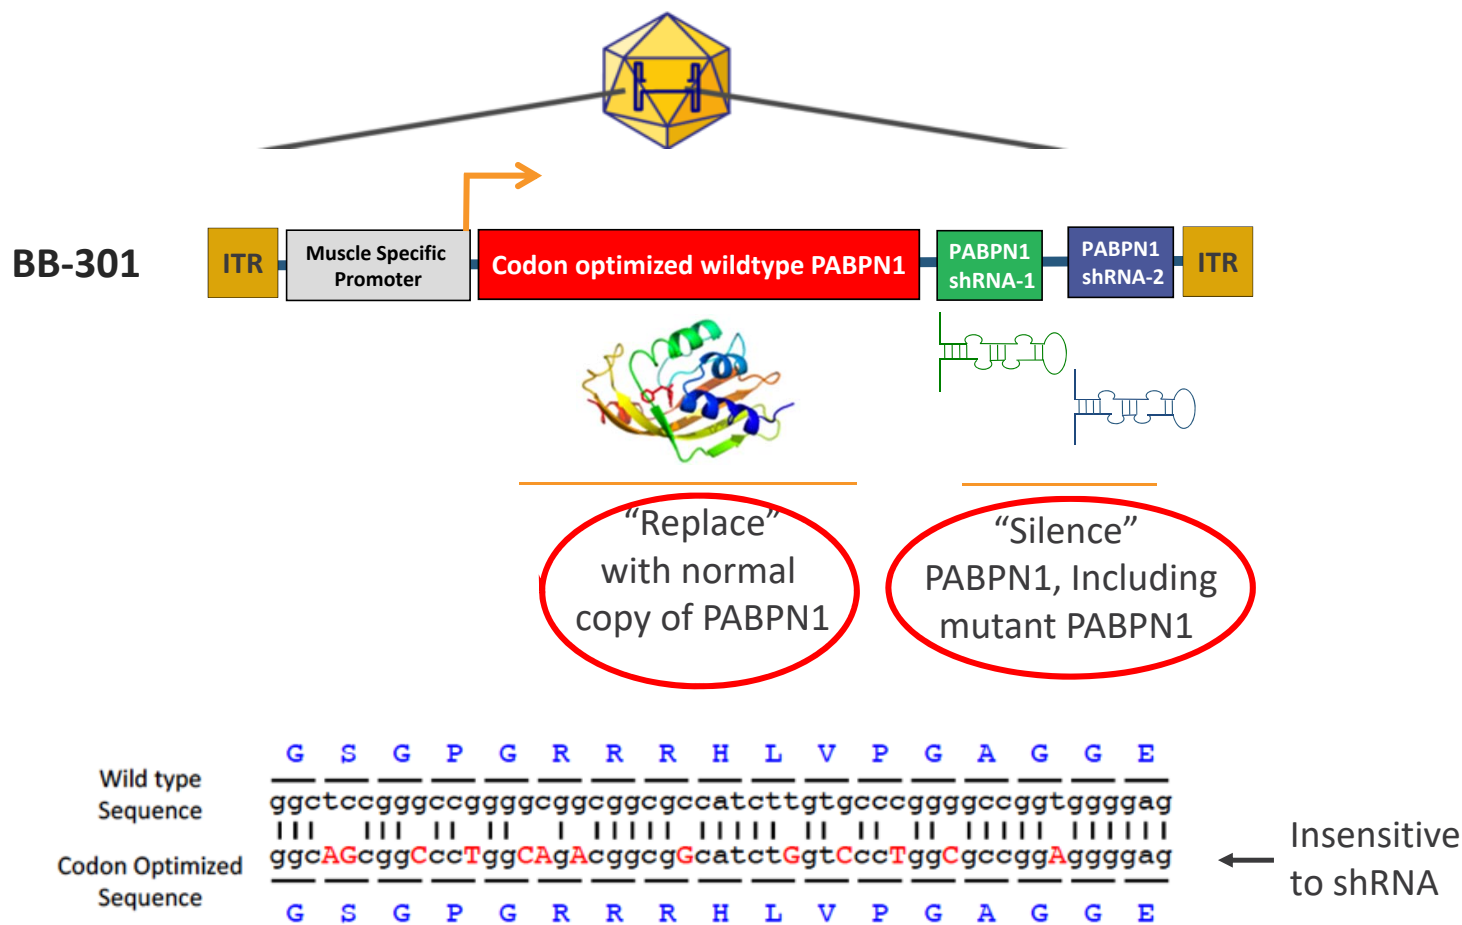 BB-301
ITR
Muscle Specific
Promoter
Codon optimized wildtype PABPN1
PABPN1
shRNA-1
PABPN1
shRNA-2
ITR
“Replace”
with normal
copy of PABPN1
“Silence”
PABPN1, Including
mutant PABPN1
G S G P G R R R H L V P G A G G E
Wild type
Sequence
ggctccgggccggggcggcggcgccatcttgtgcccggggccggtggggag
Codon Optimized
Sequence
ggcAGcggCccTggCAgAcggcgGcatctGgtCccTggCgccggAggggag
G S G P G R R R H L V P G A G G E
Insensitive
to shRNA